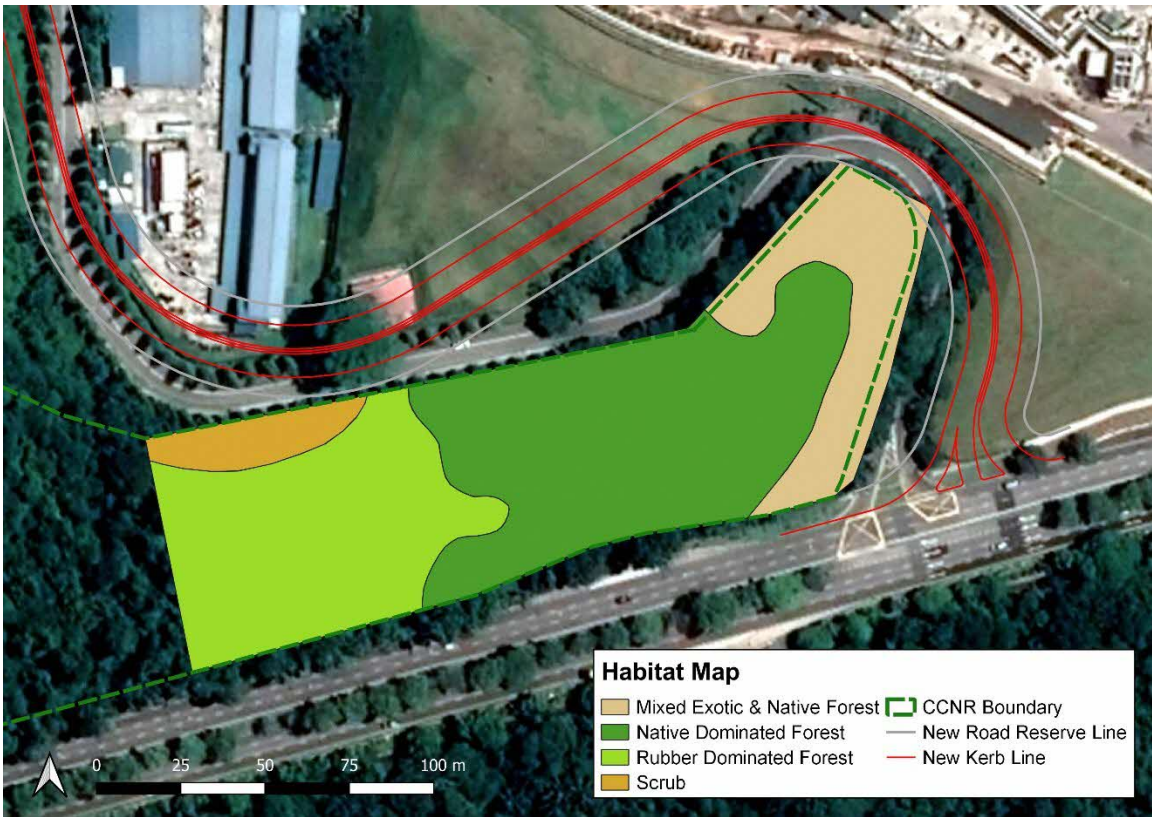 Habitat Map
Mixed Exotic & Native Forest
Native Dominated Forest
Rubber Dominated Forest
Scrub
CCNR Boundary
New Road Reserve Line
New Kerb Line
0 25 50 75 100 m